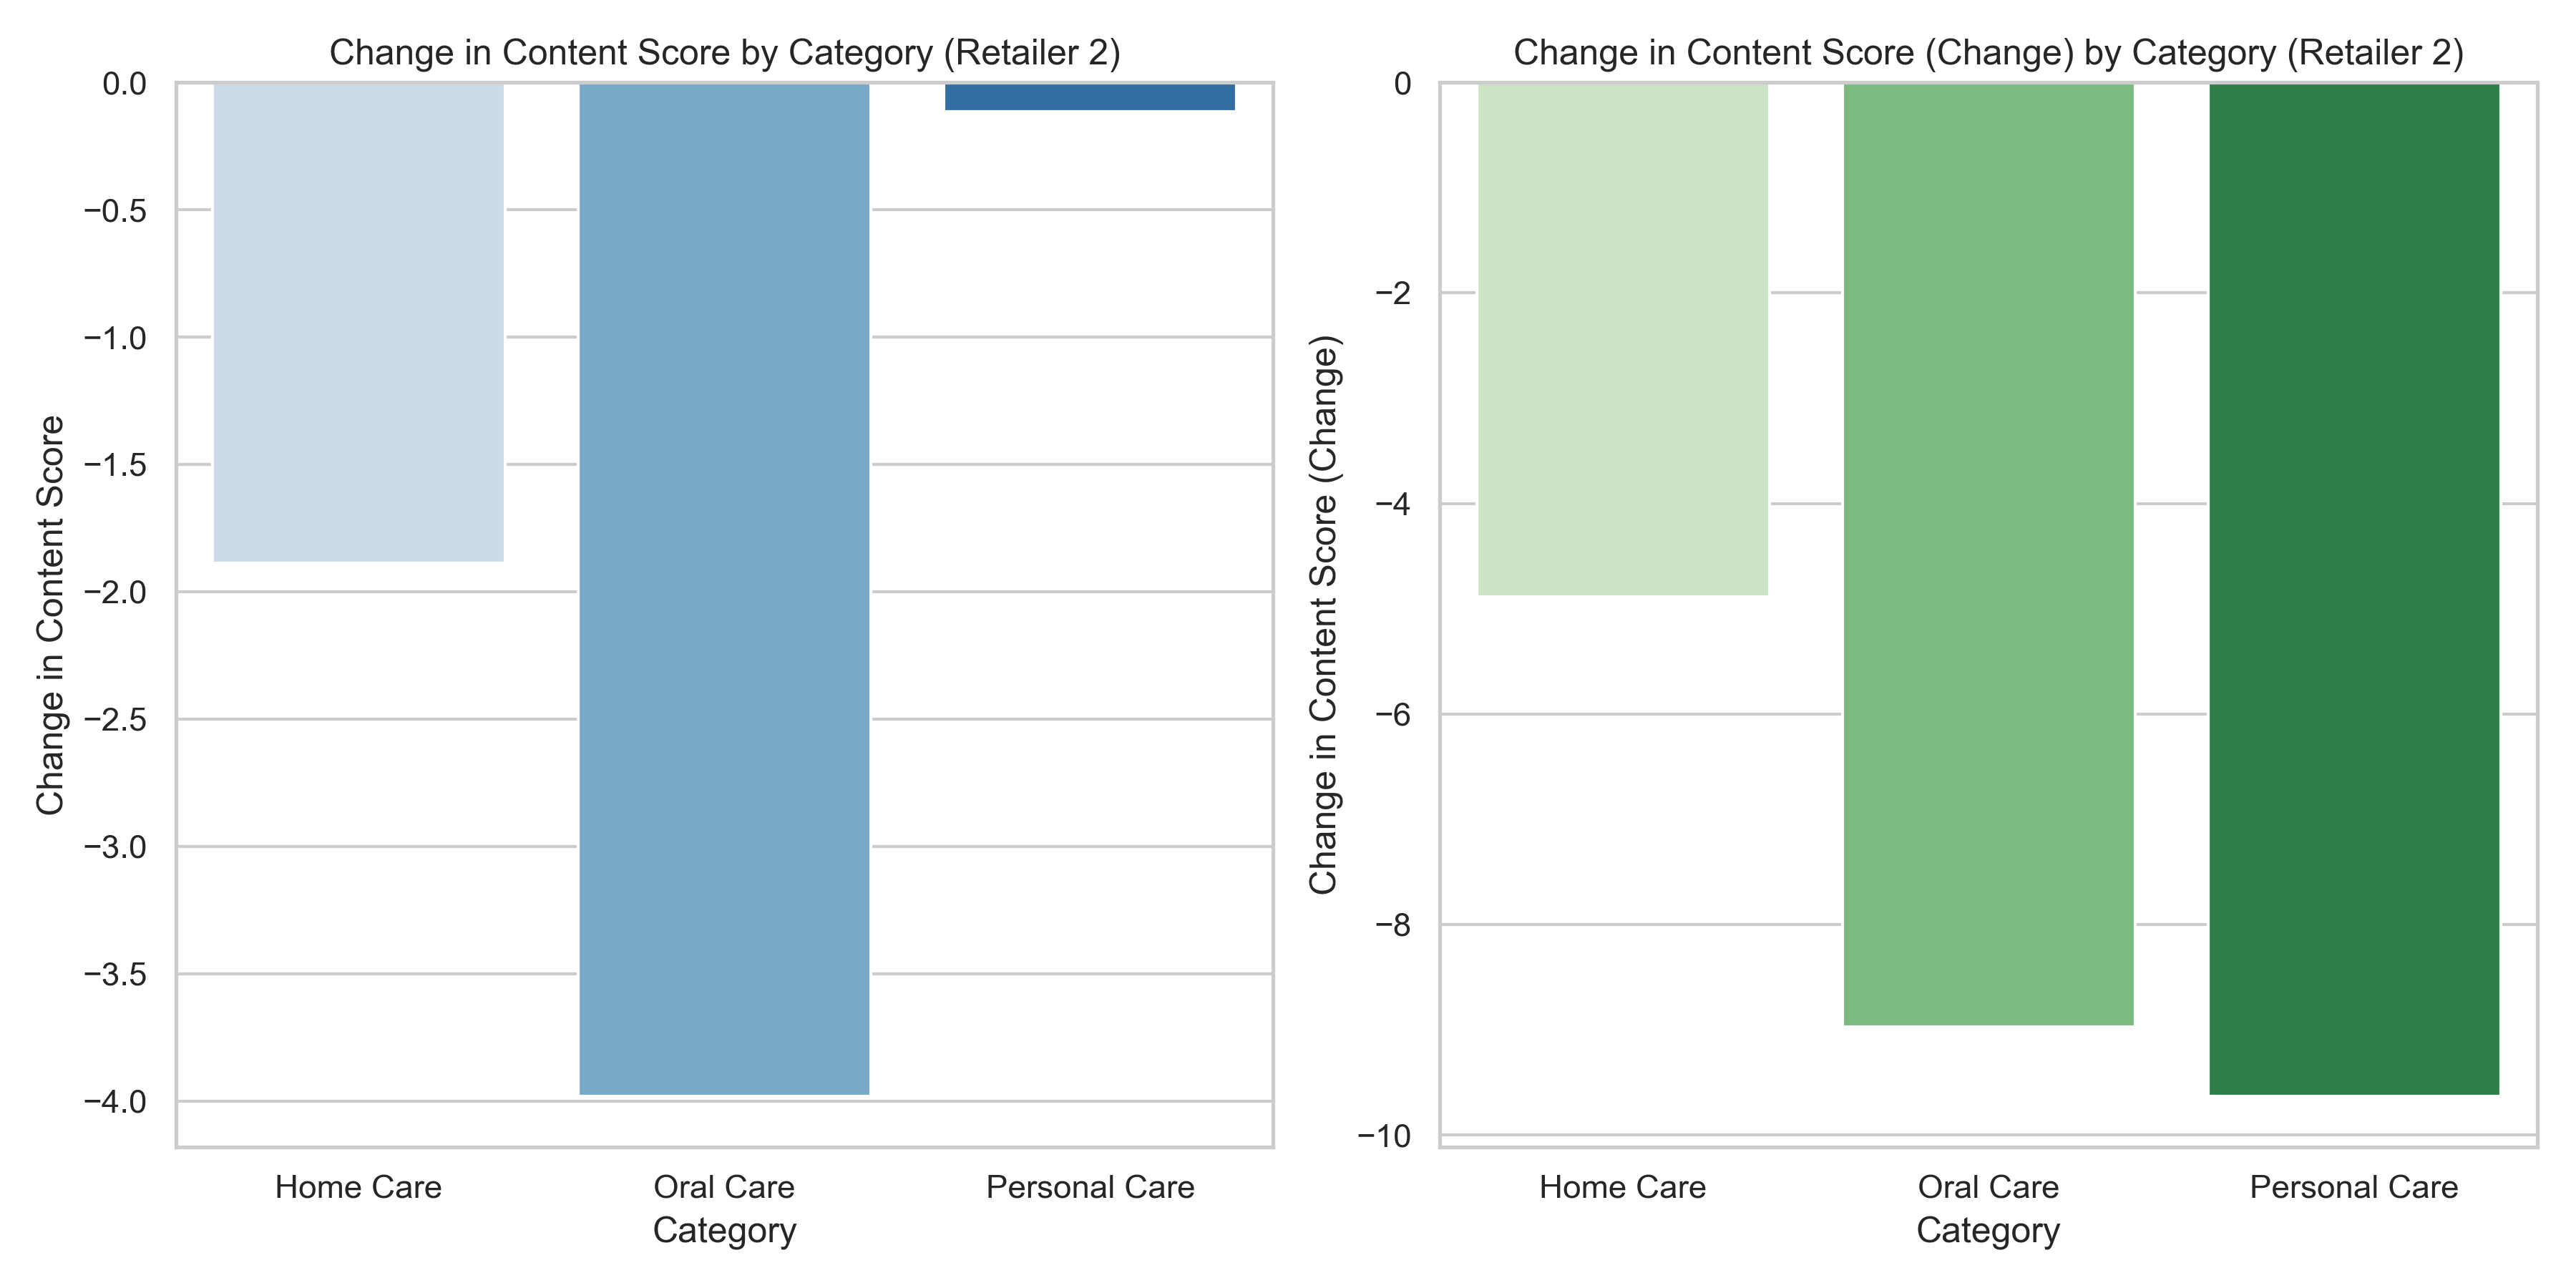 Change in Content Score by Category (Retailer 2)
0.0
−0.5
−1.0
−1.5
−2.0
−2.5
−3.0
−3.5
−4.0
Change in Content Score
Home Care
Oral Care
Personal Care
Category
Change in Content Score (Change) by Category (Retailer 2)
0
−2
−4
−6
−8
−10
Change in Content Score (Change)
Home Care
Oral Care
Personal Care
Category